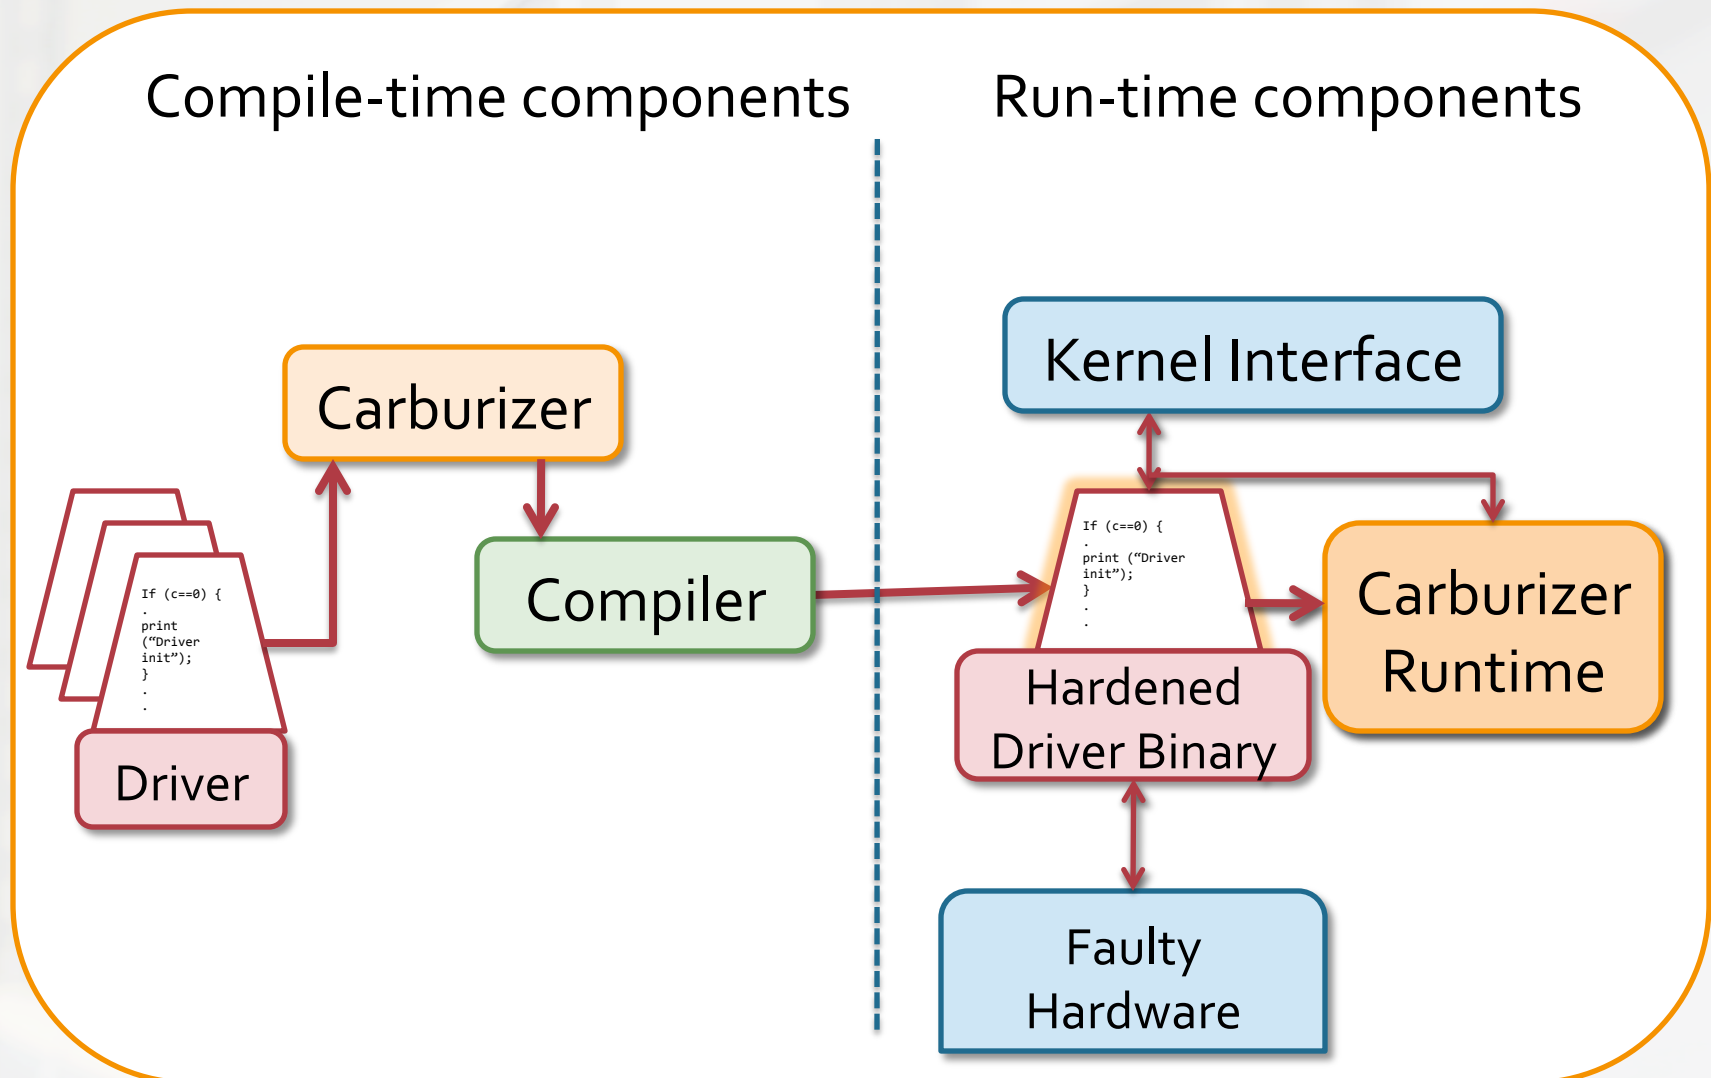 Compile-time components
Run-time components
Kernel Interface
Carburizer
If (c==0) {
.
print
(“Driver
init”);
}
.
.
Driver
Compiler
If (c==0) {
.
print (“Driver
init”);
}
.
.
Hardened
Driver Binary
Carburizer
Runtime
Faulty
Hardware